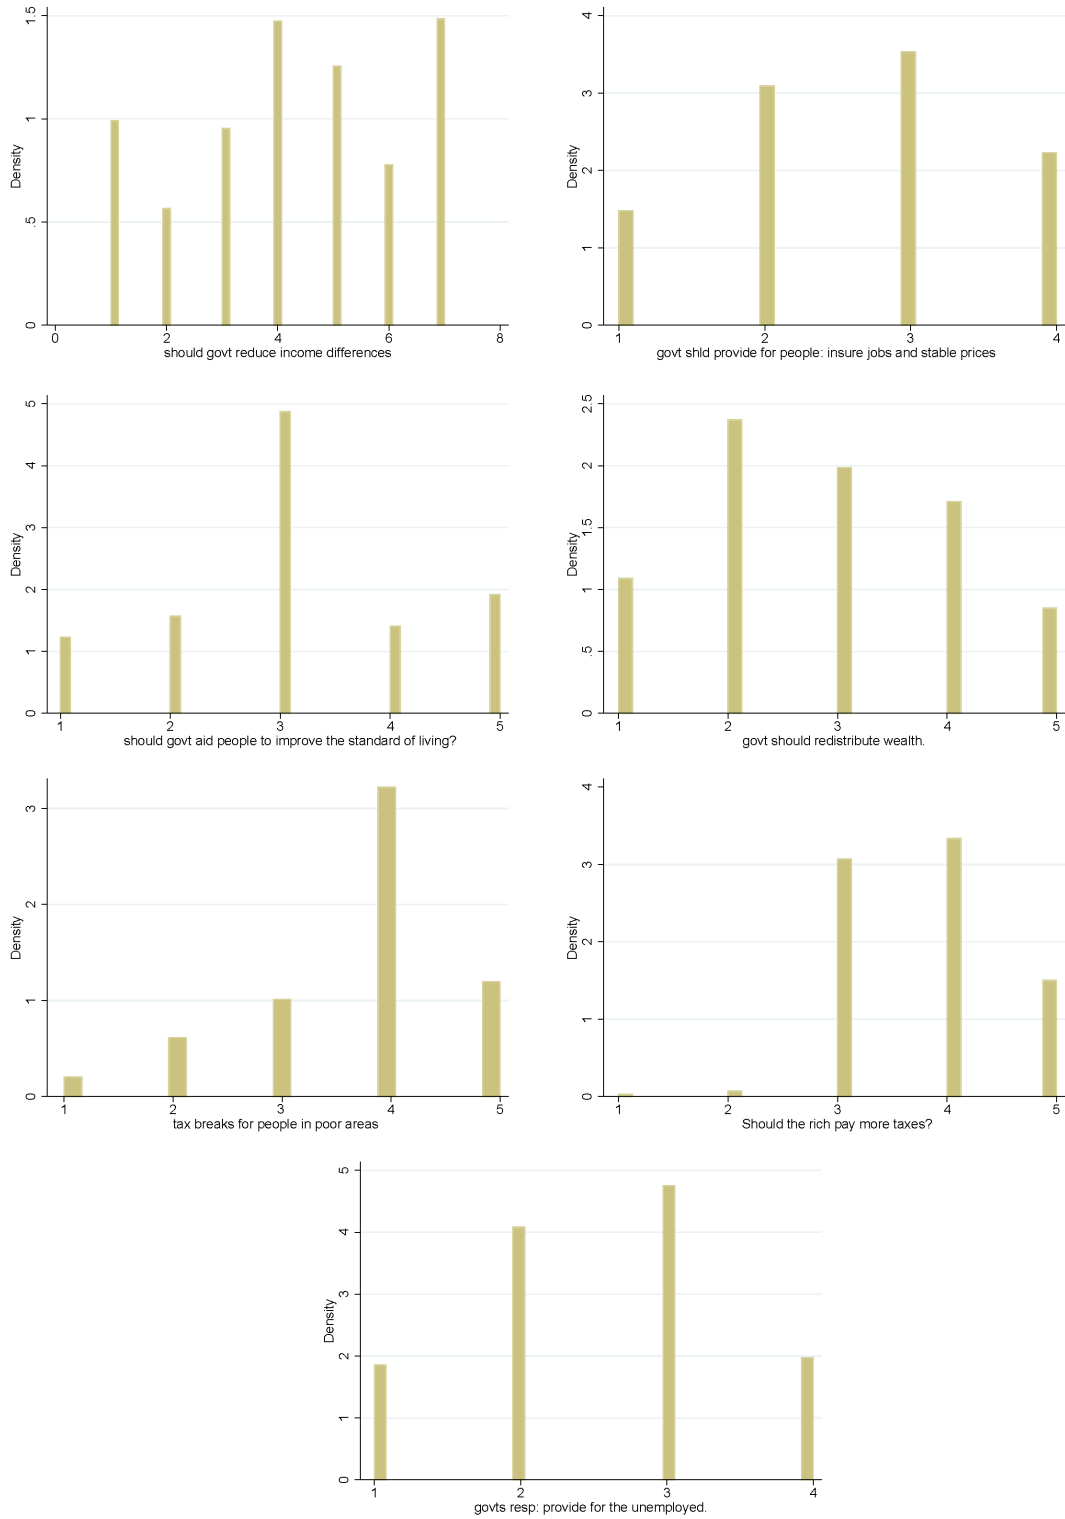 Density
0 .5 1 1.5
0 2 4 6 8
should govt reduce income differences
Density
0 1 2 3 4
1 2 3 4
govt shld provide for people: insure jobs and stable prices
Density
0 1 2 3 4 5
1 2 3 4 5
should govt aid people to improve the standard of living?
Density
0 .5 1 1.5 2 2.5
1 2 3 4 5
govt should redistribute wealth.
Density
0 1 2 3
1 2 3 4 5
tax breaks for people in poor areas
Density
0 1 2 3 4
1 2 3 4 5
Should the rich pay more taxes?
Density
0 1 2 3 4 5
1 2 3 4
govts resp: provide for the unemployed.